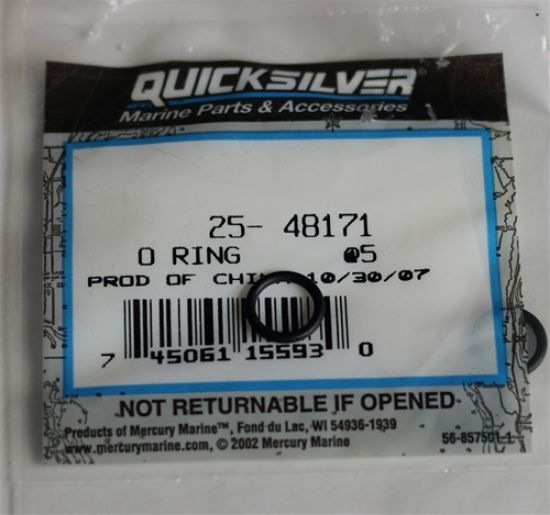 QUICKSILVER®
Marine Parts & Accessories
25- 48171
O RING @5
PROD OF CHINA 10/30/07
7 45061 15593 0
NOT RETURNABLE IF OPENED
Products of Mercury Marine™, Fond du Lac, WI 54936-1939
www.mercurymarine.com. © 2002 Mercury Marine
56-857501-1